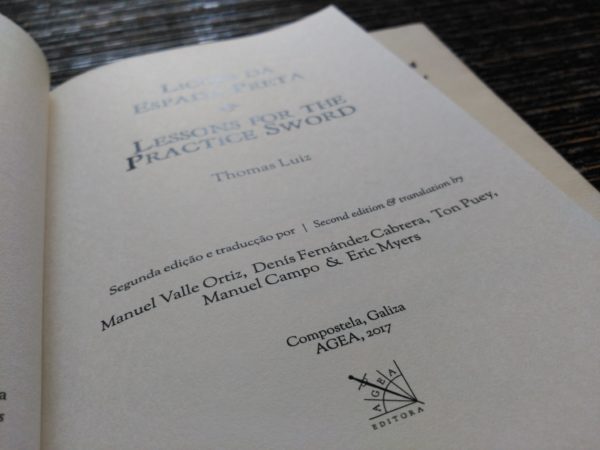 Lições da
Espada Preta
Lessons for the
Practice Sword
Thomas Luiz
Segunda edição e traducção por | Second edition & translation by
Manuel Valle Ortiz, Denís Fernández Cabrera, Ton Puey,
Manuel Campo & Eric Myers
Compostela, Galiza
AGEA, 2017
AGEA
EDITORA